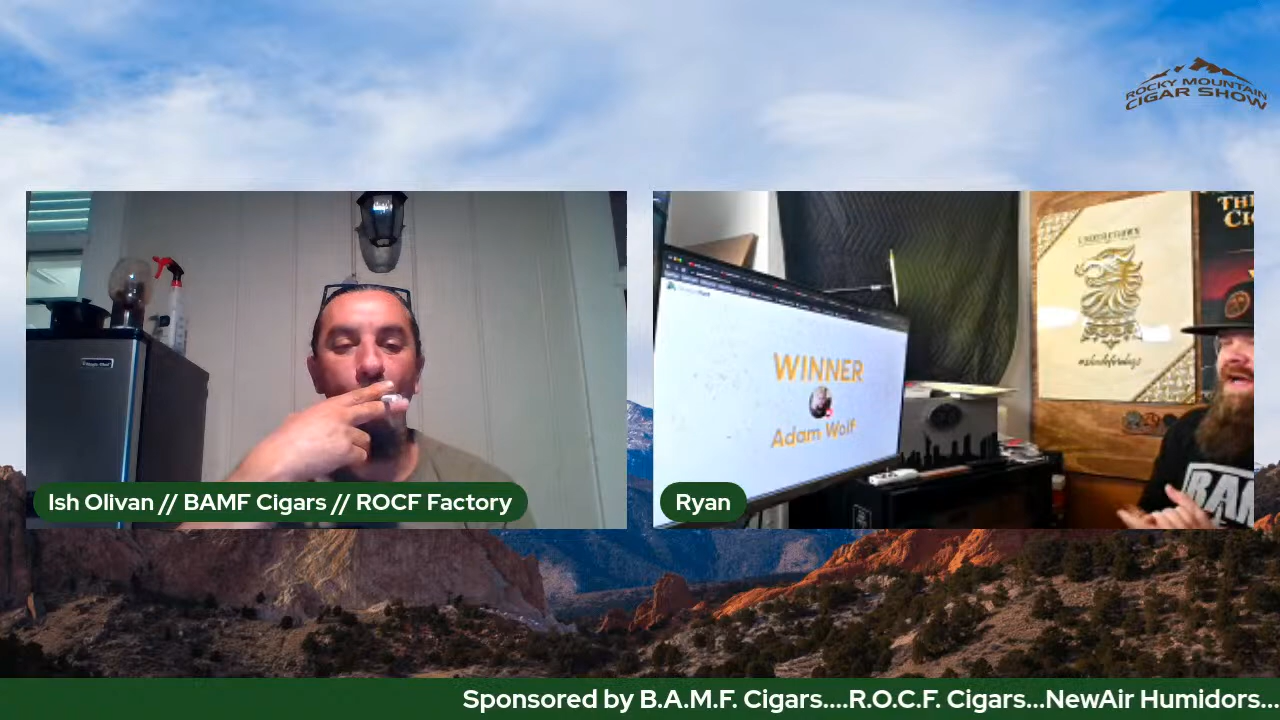 ROCKY MOUNTAIN
CIGAR SHOW
WINNER
Adam Wolf
Ish Olivan // BAMF Cigars // ROCF Factory
Ryan
Sponsored by B.A.M.F. Cigars....R.O.C.F. Cigars...NewAir Humidors...